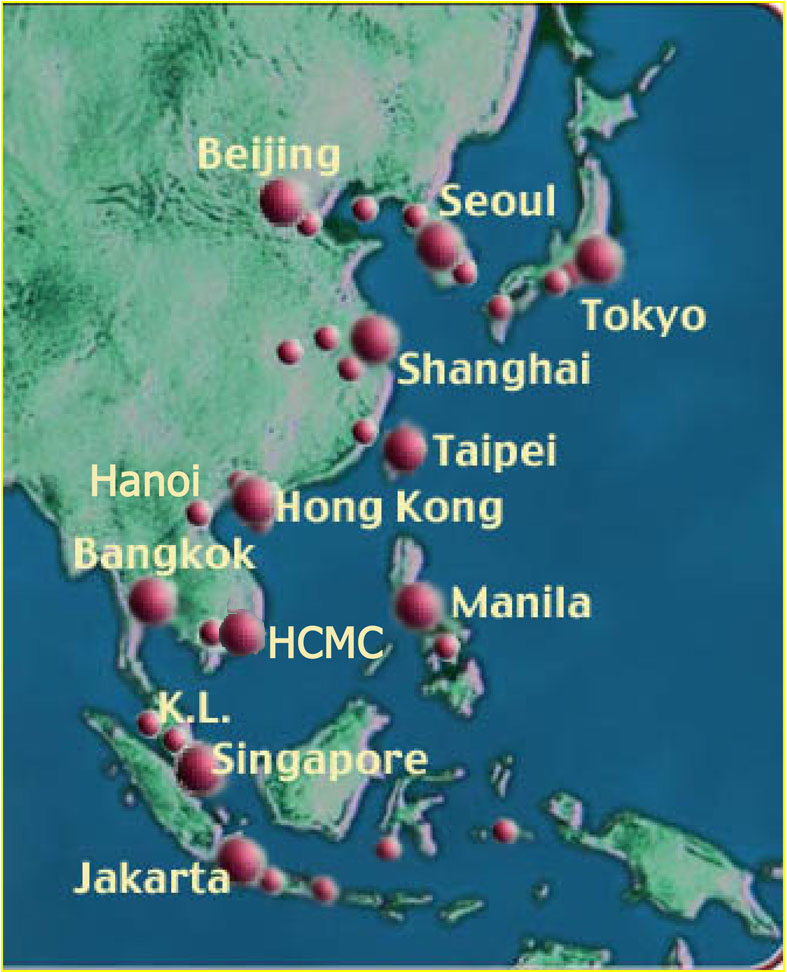 Beijing
Seoul
Tokyo
Shanghai
Taipei
Hanoi
Hong Kong
Bangkok
Manila
HCMC
K.L.
Singapore
Jakarta